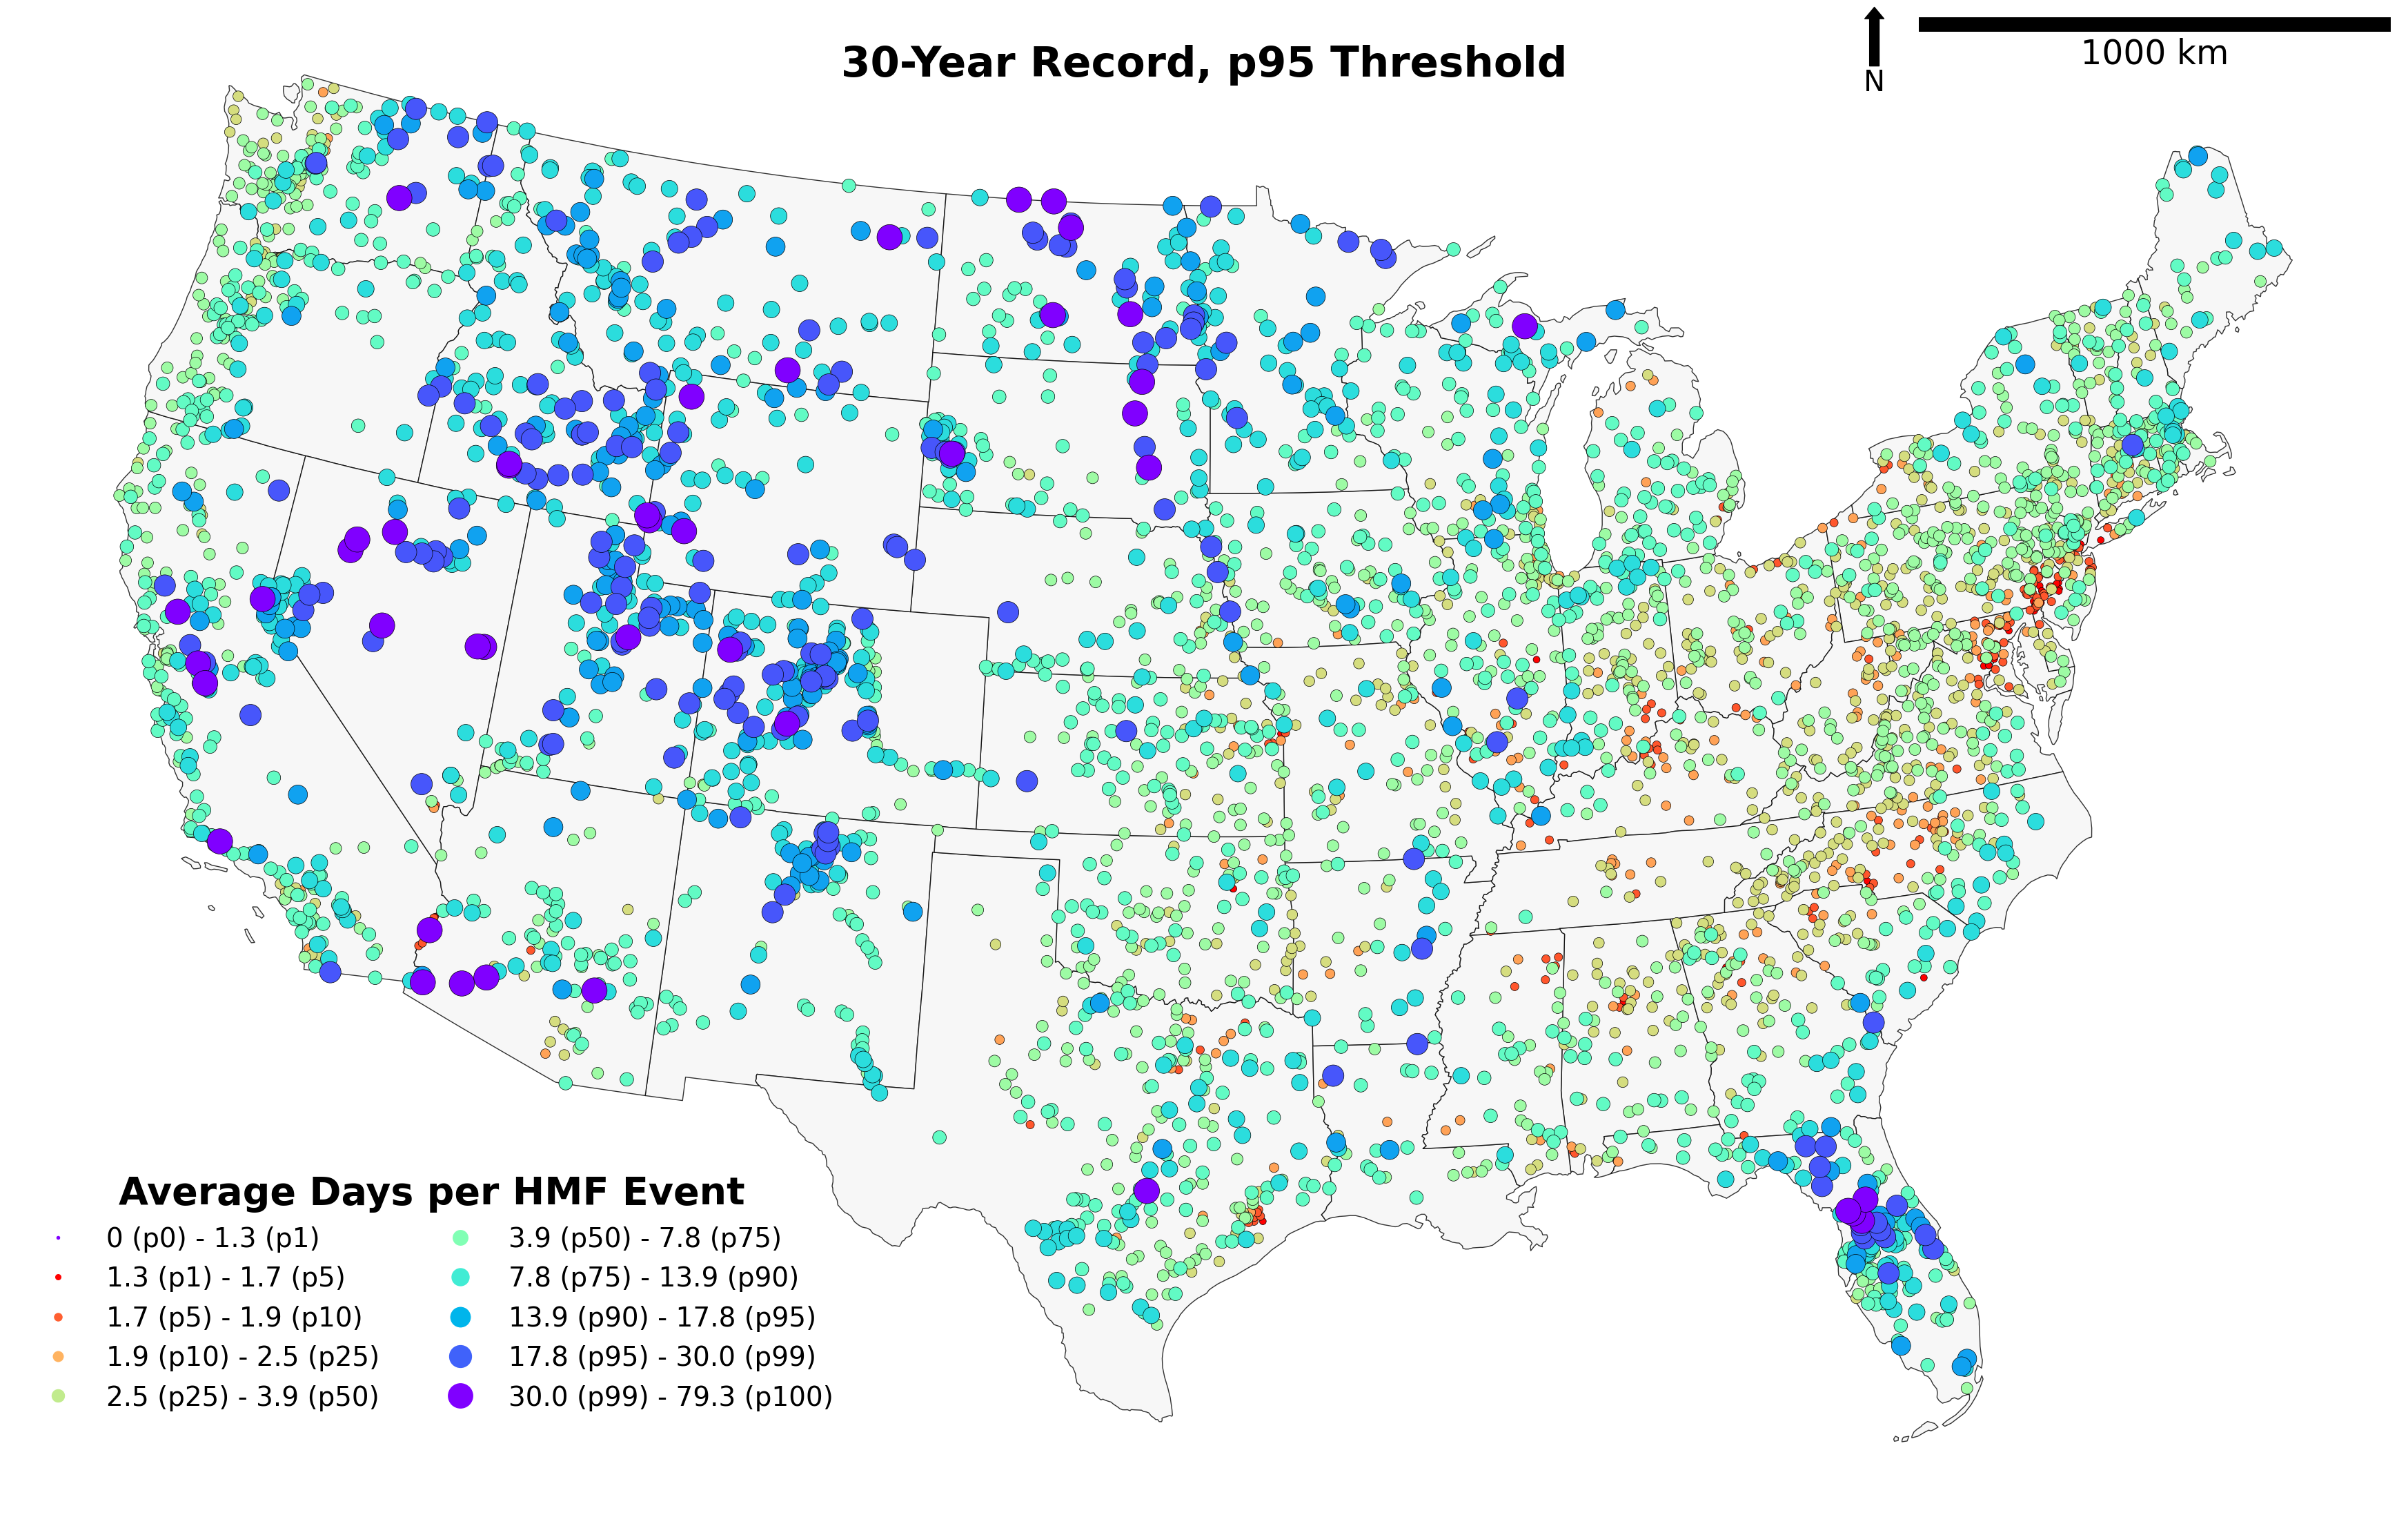 30-Year Record, p95 Threshold
N
1000 km
Average Days per HMF Event
0 (p0) - 1.3 (p1)
1.3 (p1) - 1.7 (p5)
1.7 (p5) - 1.9 (p10)
1.9 (p10) - 2.5 (p25)
2.5 (p25) - 3.9 (p50)
3.9 (p50) - 7.8 (p75)
7.8 (p75) - 13.9 (p90)
13.9 (p90) - 17.8 (p95)
17.8 (p95) - 30.0 (p99)
30.0 (p99) - 79.3 (p100)